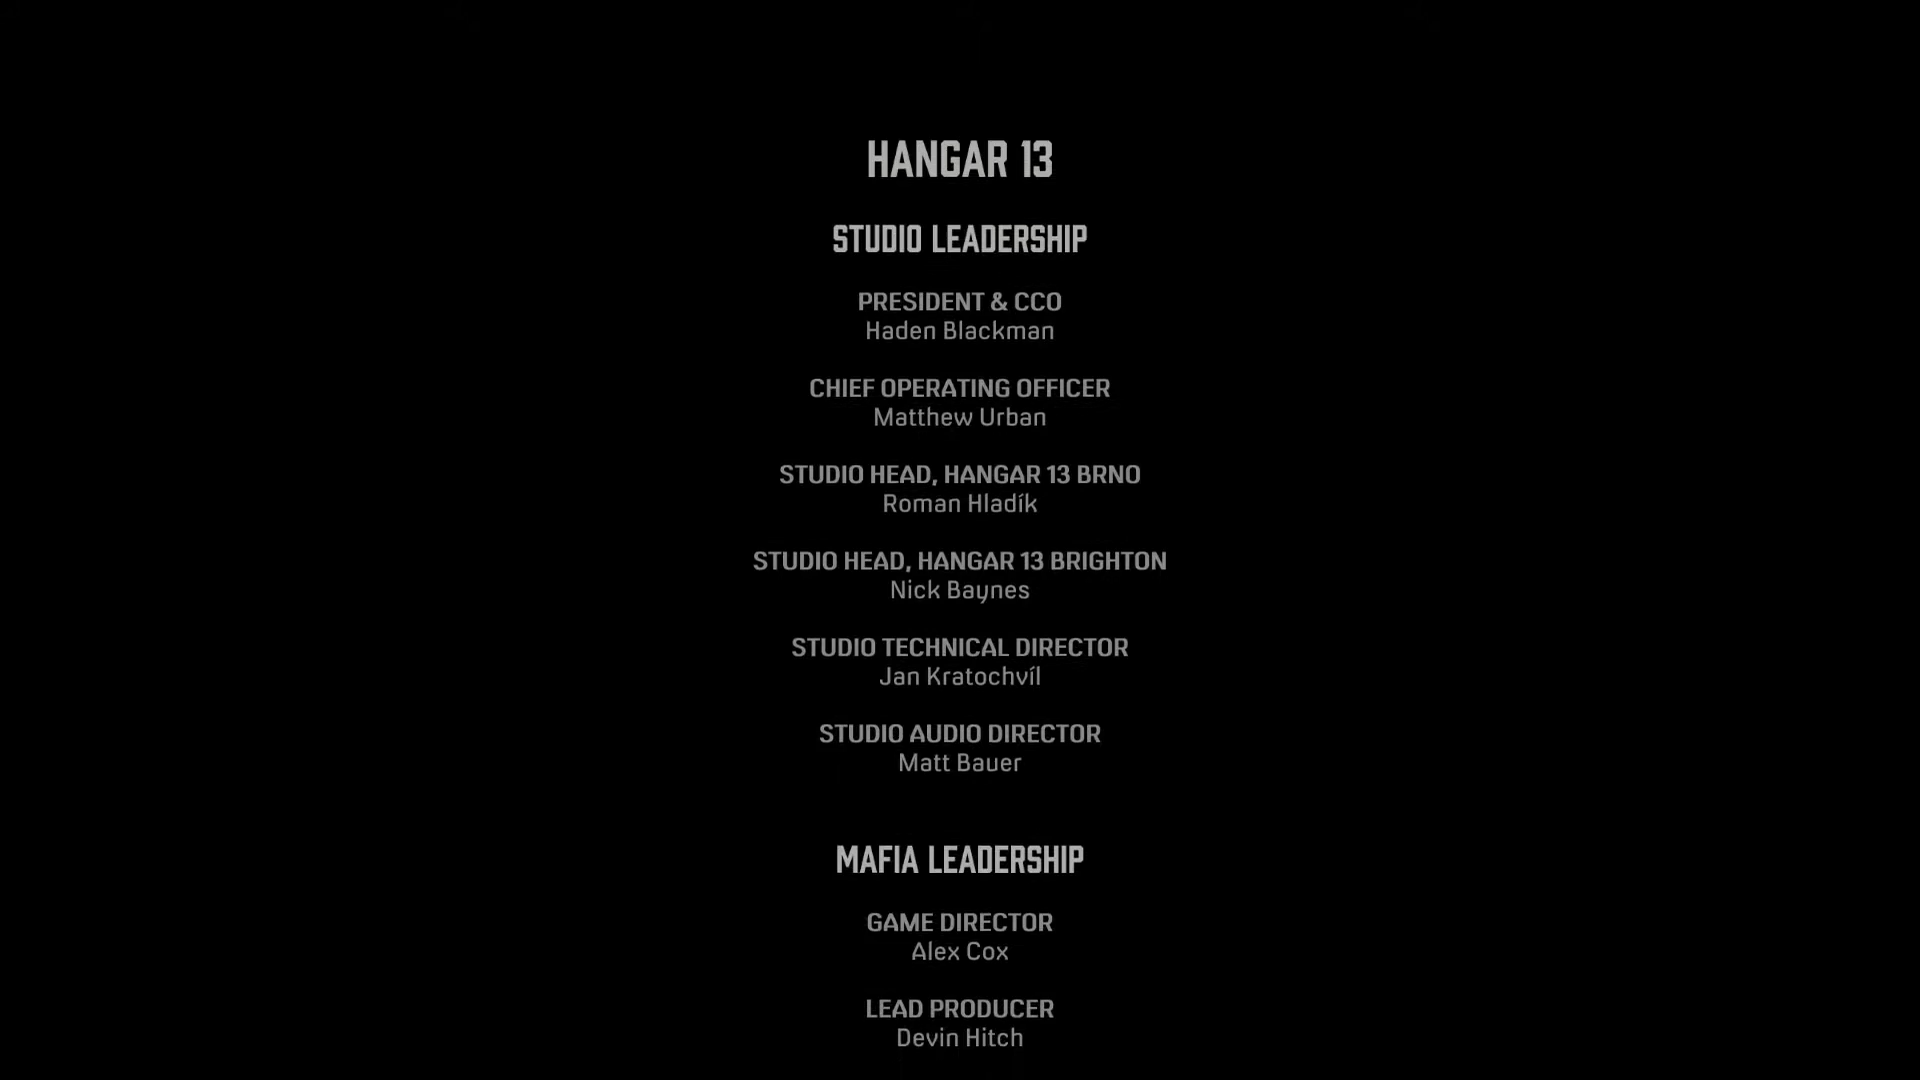 HANGAR 13
STUDIO LEADERSHIP
PRESIDENT & CCO
Haden Blackman
CHIEF OPERATING OFFICER
Matthew Urban
STUDIO HEAD, HANGAR 13 BRNO
Roman Hladík
STUDIO HEAD, HANGAR 13 BRIGHTON
Nick Baynes
STUDIO TECHNICAL DIRECTOR
Jan Kratochvíl
STUDIO AUDIO DIRECTOR
Matt Bauer
MAFIA LEADERSHIP
GAME DIRECTOR
Alex Cox
LEAD PRODUCER
Devin Hitch